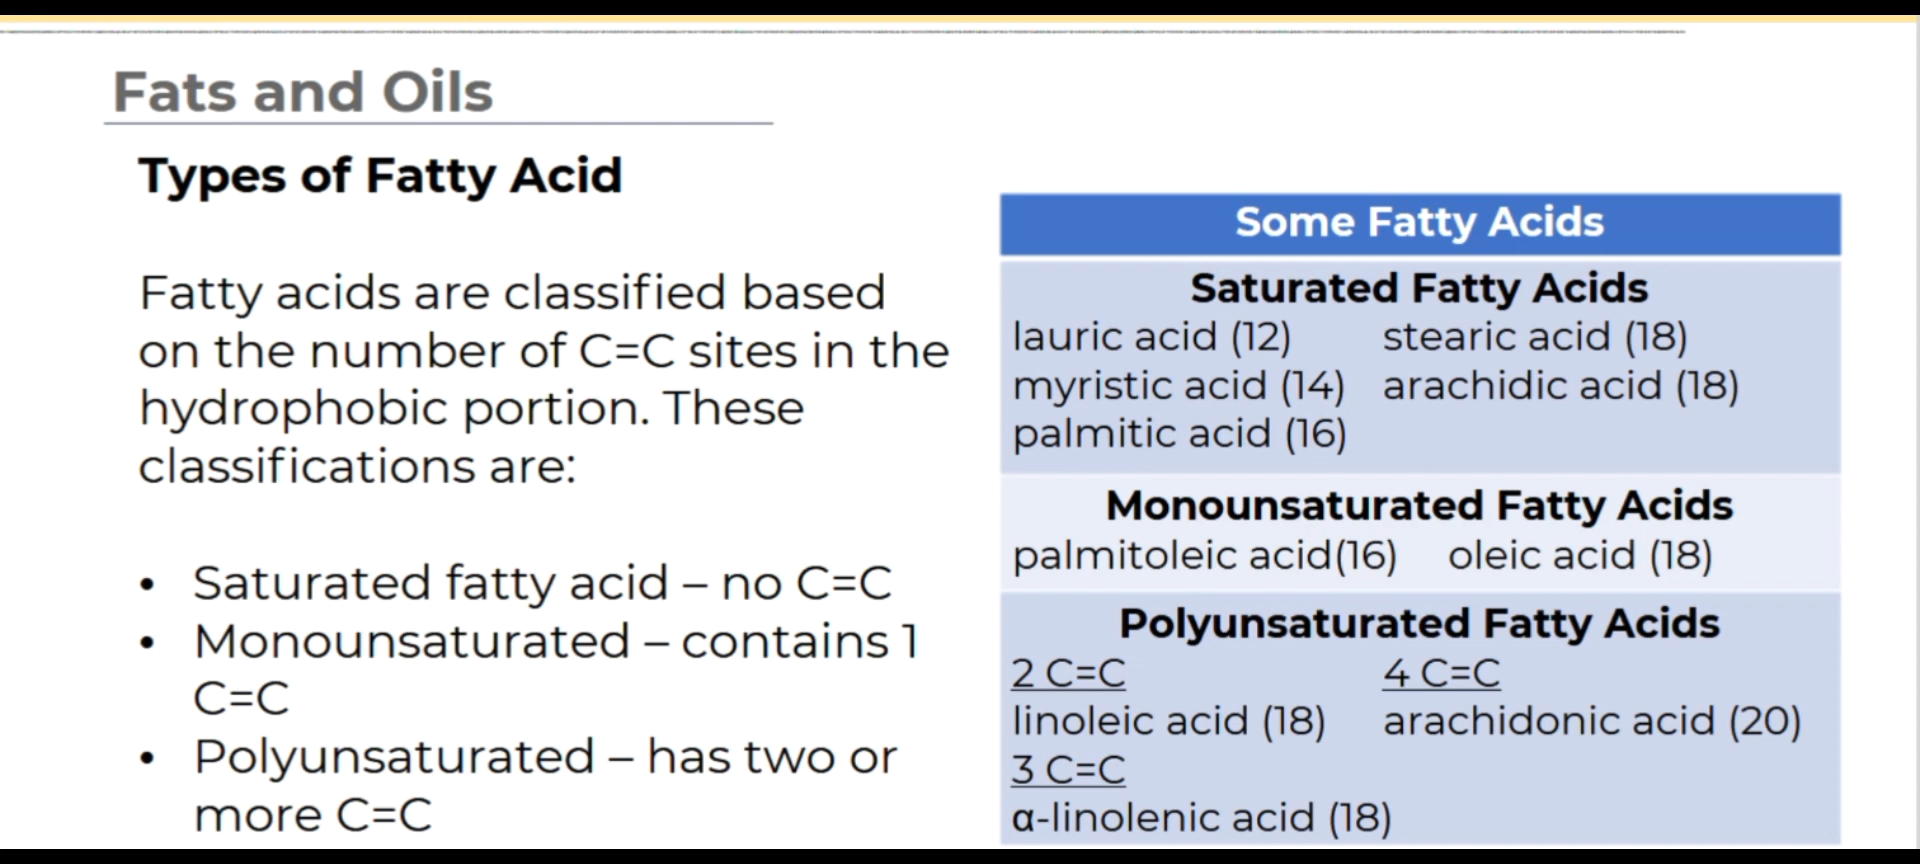 Fats and Oils
Types of Fatty Acid
Fatty acids are classified based
on the number of C=C sites in the
hydrophobic portion. These
classifications are:
• Saturated fatty acid – no C=C
• Monounsaturated – contains 1
C=C
• Polyunsaturated – has two or
more C=C
Some Fatty Acids
Saturated Fatty Acids
lauric acid (12) stearic acid (18)
myristic acid (14) arachidic acid (18)
palmitic acid (16)
Monounsaturated Fatty Acids
palmitoleic acid(16) oleic acid (18)
Polyunsaturated Fatty Acids
2 C=C 4 C=C
linoleic acid (18) arachidonic acid (20)
3 C=C
α-linolenic acid (18)